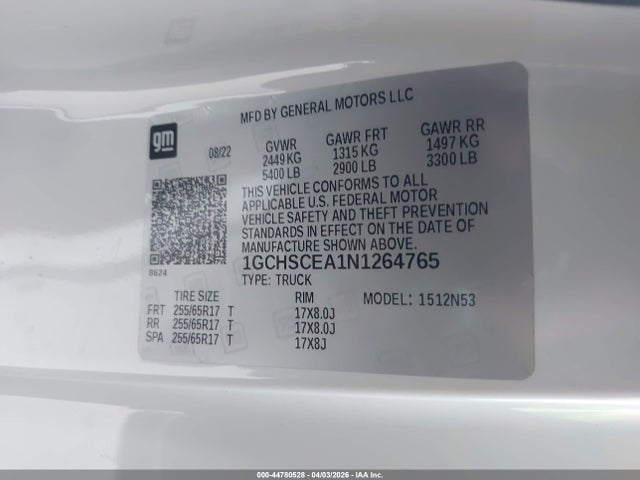 MFD BY GENERAL MOTORS LLC
gm
08/22
GVWR GAWR FRT GAWR RR
2449 KG 1315 KG 1497 KG
5400 LB 2900 LB 3300 LB
THIS VEHICLE CONFORMS TO ALL
APPLICABLE U.S. FEDERAL MOTOR
VEHICLE SAFETY AND THEFT PREVENTION
STANDARDS IN EFFECT ON THE DATE OF
MANUFACTURE SHOWN ABOVE.
8624
1GCHSCEA1N1264765
TYPE: TRUCK
TIRE SIZE RIM MODEL: 1512N53
FRT 255/65R17 T 17X8.0J
RR 255/65R17 T 17X8.0J
SPA 255/65R17 T 17X8J
000-44780528 - 04/03/2026 - IAA Inc.